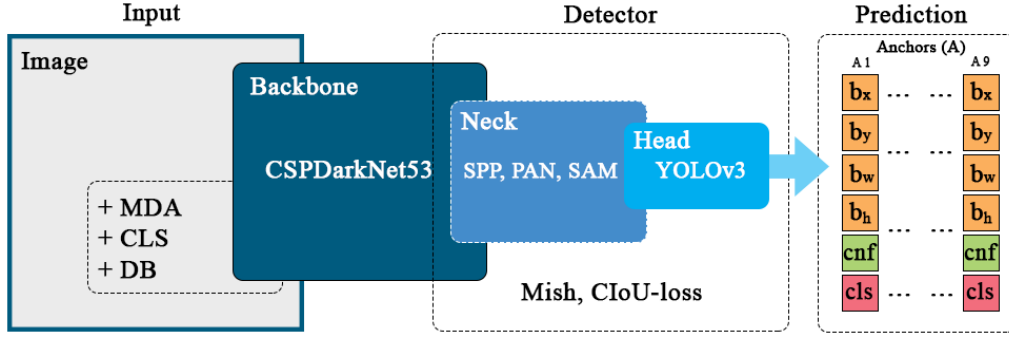 Input
Detector
Prediction
Image
Backbone
CSPDarkNet53
+ MDA
+ CLS
+ DB
Neck
SPP, PAN, SAM
Head
YOLOv3
Mish, CIoU-loss
Anchors (A)
A 1 A 9
bx ... ... bx
by ... ... by
bw bw
bh ... ... bh
cnf cnf
cls ... ... cls